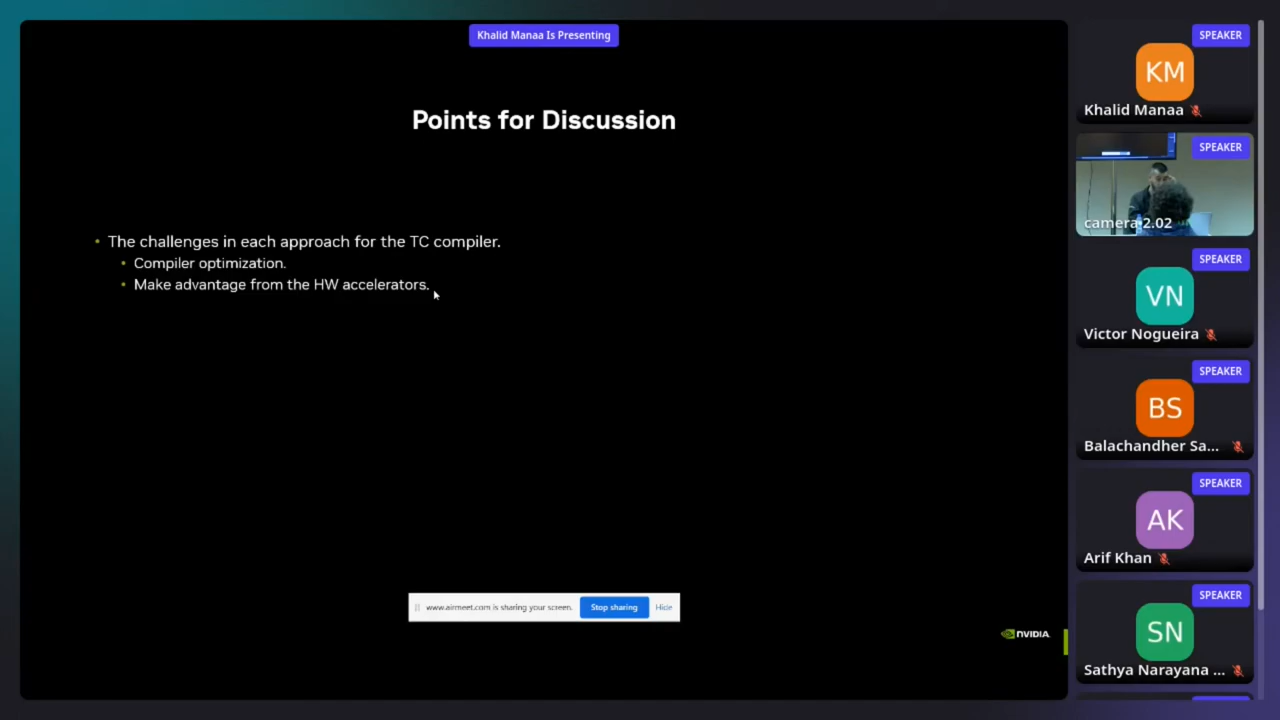 Khalid Manaa Is Presenting
Points for Discussion
• The challenges in each approach for the TC compiler.
• Compiler optimization.
• Make advantage from the HW accelerators.
www.airmeet.com is sharing your screen.
Stop sharing
Hide
NVIDIA
SPEAKER
KM
Khalid Manaa
SPEAKER
camera 2.02
SPEAKER
VN
Victor Nogueira
SPEAKER
BS
Balachandher Sa...
SPEAKER
AK
Arif Khan
SPEAKER
SN
Sathya Narayana ...